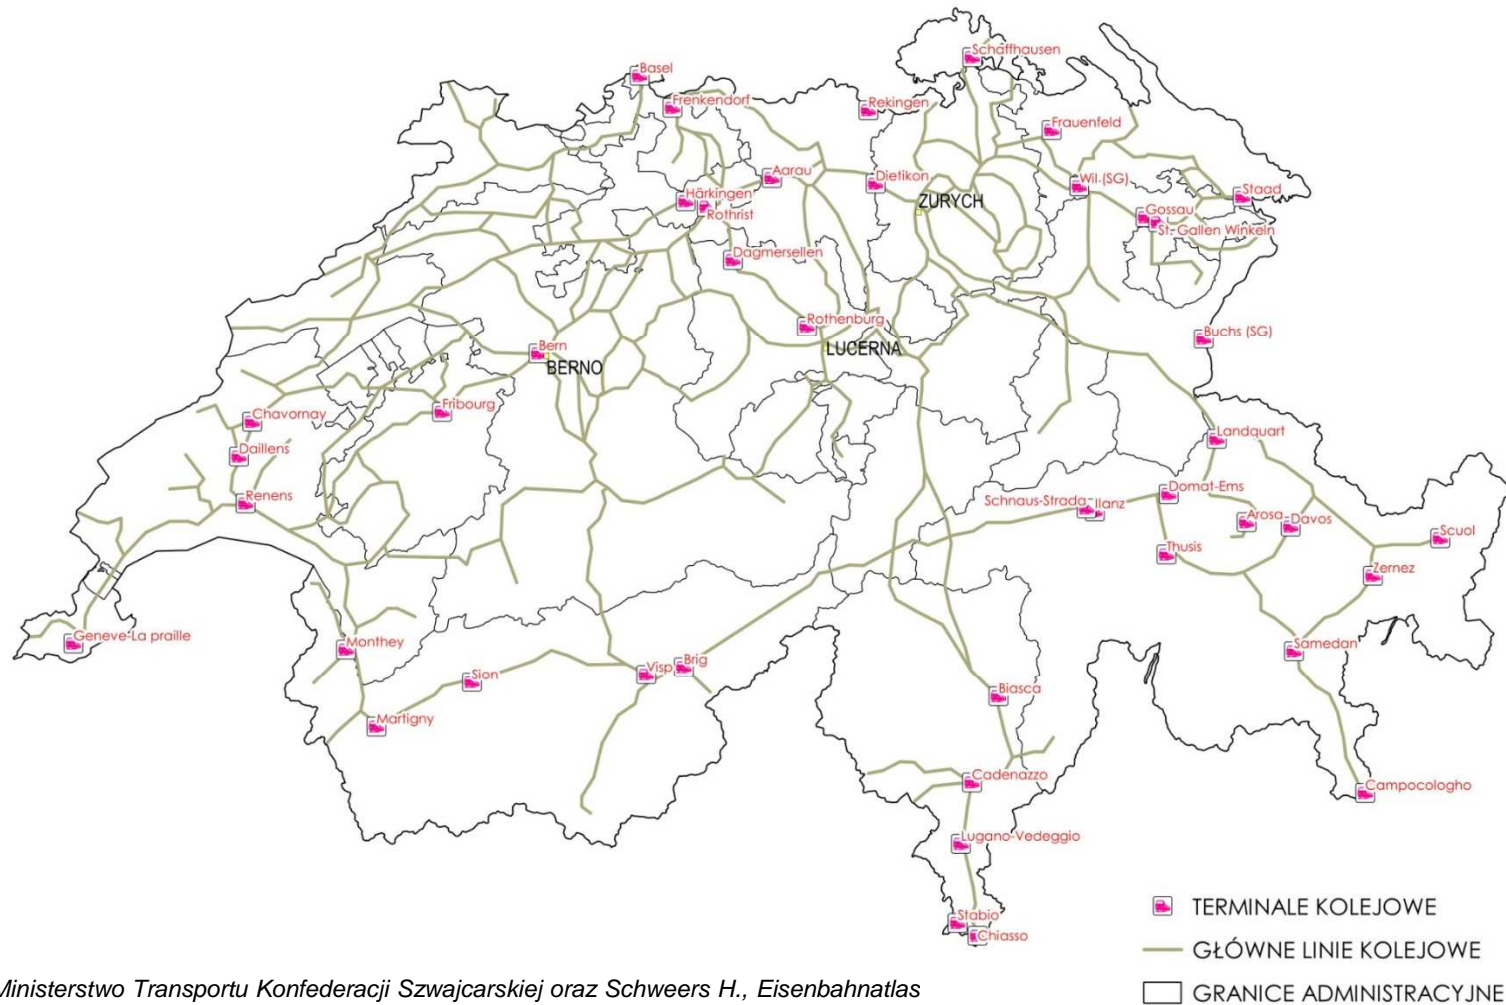 Schaffhausen
Basel
Frenkendorf
Rekingen
Frauenfeld
Aarau
Dietikon
Wil (SG)
Härkingen
Rothrist
ZURYCH
Staad
Gossau
St. Gallen Winkeln
Dagmersellen
Rothenburg
Buchs (SG)
Bern
BERNO
LUCERNA
Fribourg
Chavornay
Landquart
Daillens
Domat-Ems
Renens
Schnaus-Strada
Ilanz
Arosa
Davos
Scuol
Thusis
Zernez
Geneve-La praille
Monthey
Samedan
Sion
Visp
Brig
Biasca
Martigny
Cadenazzo
Campocologho
Lugano-Vedeggio
Stabio
Chiasso
TERMINALE KOLEJOWE
GŁÓWNE LINIE KOLEJOWE
GRANICE ADMINISTRACYJNE
Ministerstwo Transportu Konfederacji Szwajcarskiej oraz Schweers H., Eisenbahnatlas